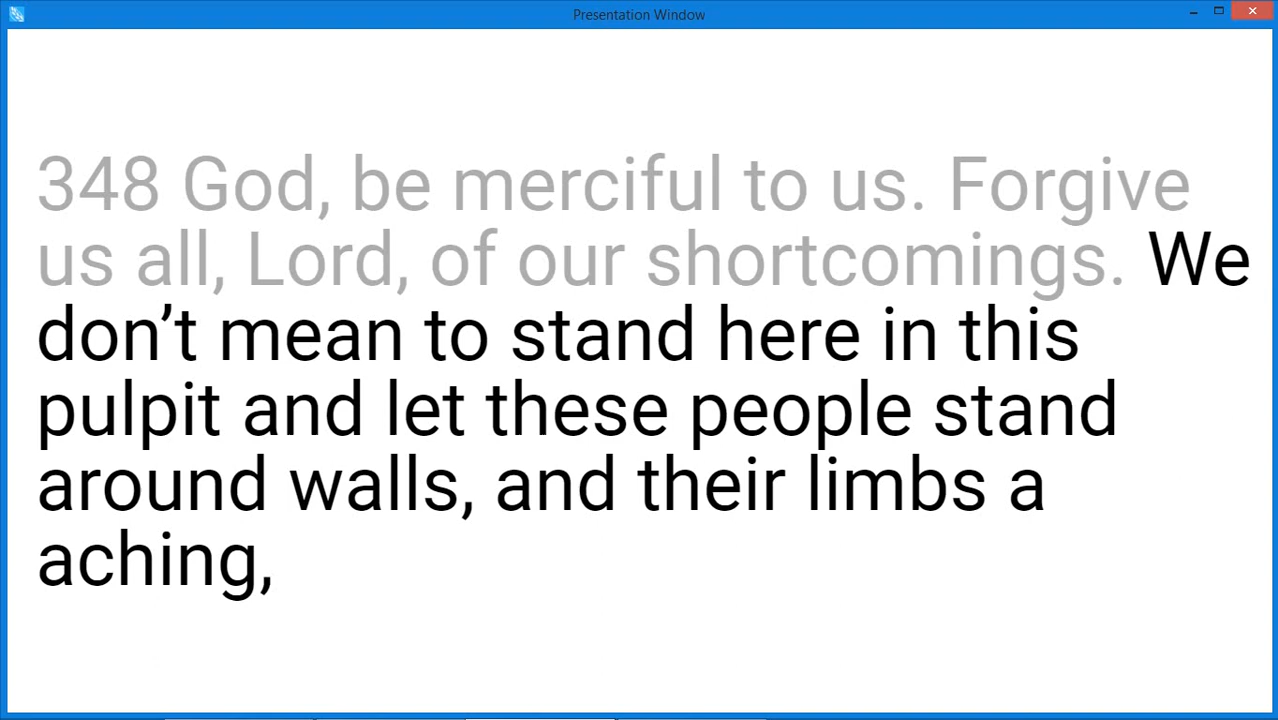 Presentation Window
348 God, be merciful to us. Forgive
us all, Lord, of our shortcomings. We
don’t mean to stand here in this
pulpit and let these people stand
around walls, and their limbs a
aching,